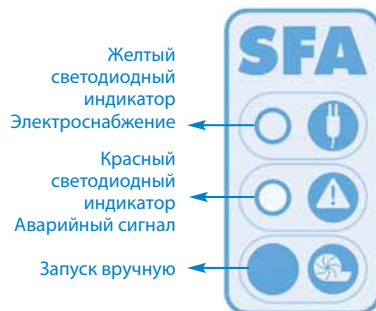 SFA
Желтый
светодиодный
индикатор
Электроснабжение
Красный
светодиодный
индикатор
Аварийный сигнал
Запуск вручную